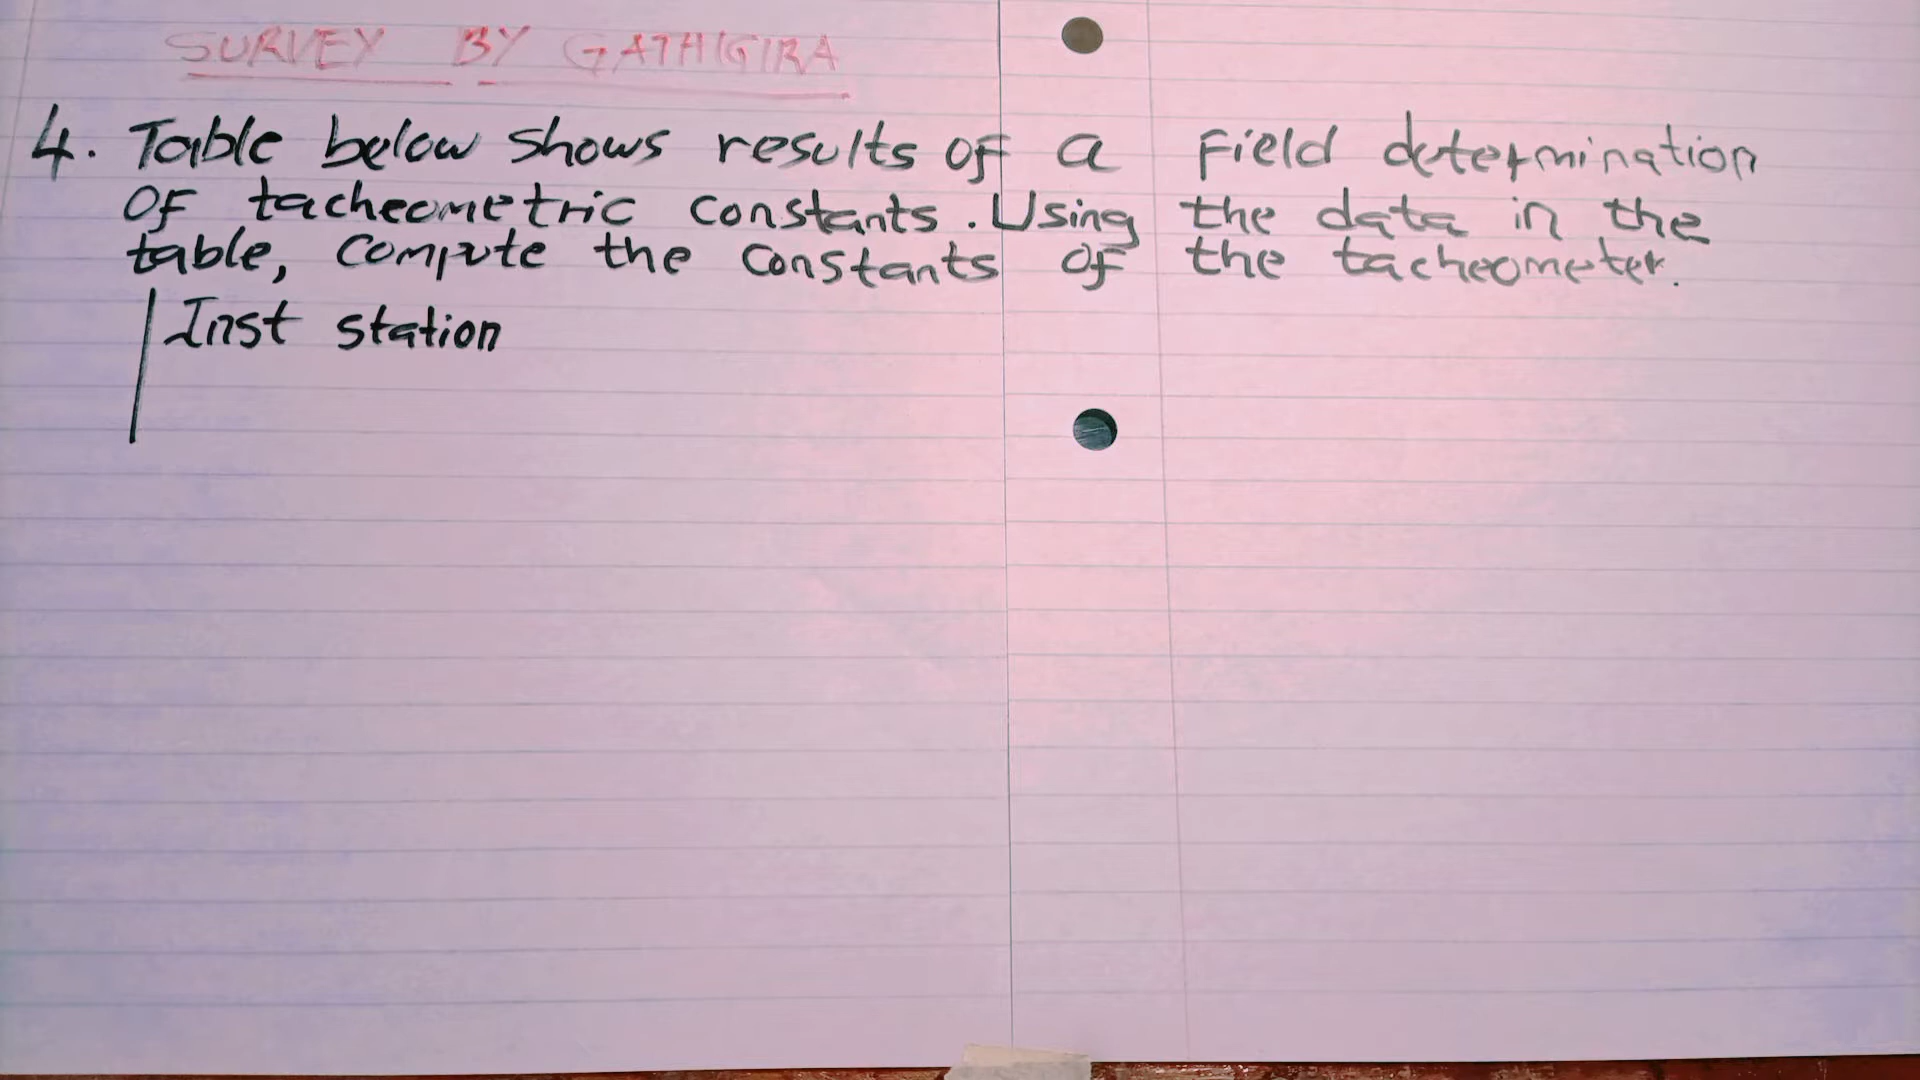 SURVEY BY GATHIGIRA
4. Table below shows results of a field determination
of tacheometric constants. Using the data in the
table, compute the constants of the tacheometer.
Inst station